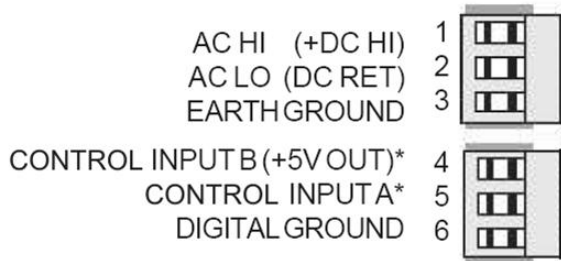 AC HI (+DC HI) 1
AC LO (DC RET) 2
EARTH GROUND 3
CONTROL INPUT B (+5V OUT)* 4
CONTROL INPUT A* 5
DIGITAL GROUND 6